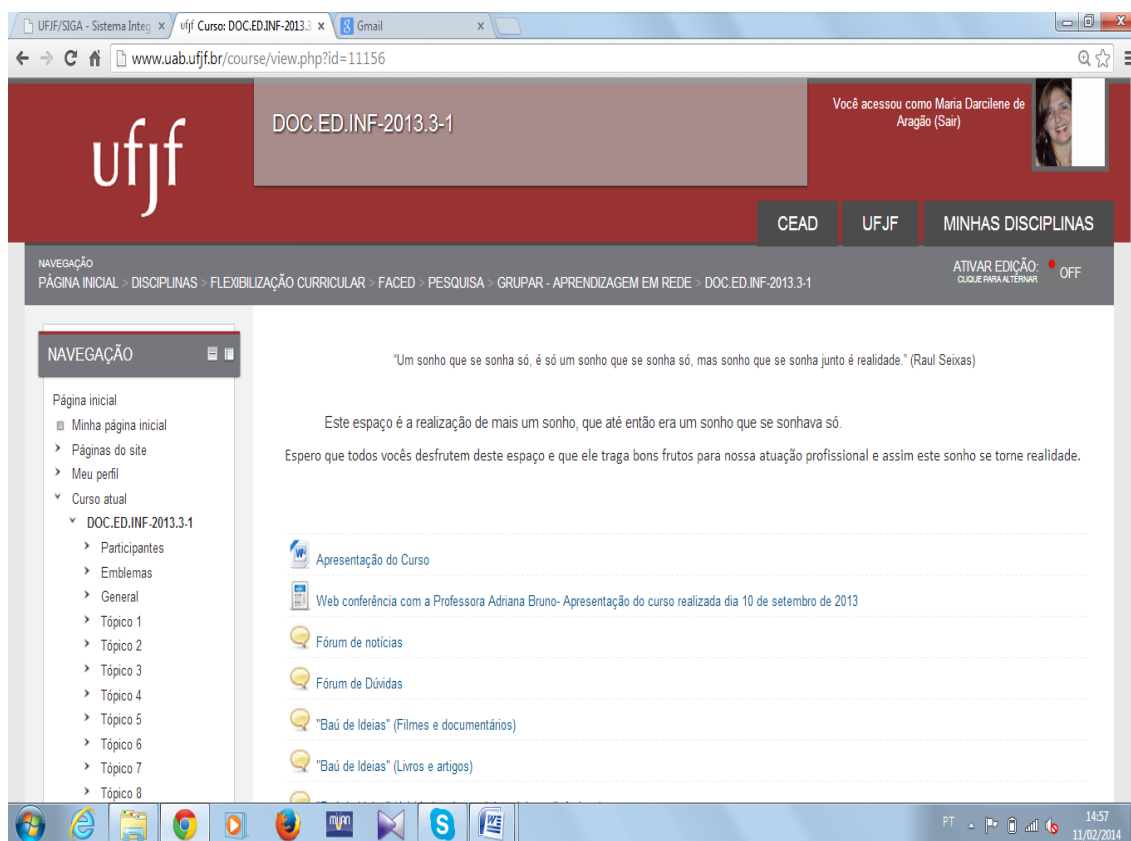 UFJF/SIGA - Sistema Integ
ufjf Curso: DOC.ED.INF-2013.3
8 Gmail
www.uab.ufjf.br/course/view.php?id=11156
ufjf
DOC.ED.INF-2013.3-1
Você acessou como Maria Darcilene de
Aragão (Sair)
CEAD UFJF MINHAS DISCIPLINAS
NAVEGAÇÃO
PÁGINA INICIAL > DISCIPLINAS > FLEXIBILIZAÇÃO CURRICULAR > FACED > PESQUISA > GRUPAR - APRENDIZAGEM EM REDE > DOC.ED.INF-2013.3-1
ATIVAR EDIÇÃO:
CLIQUE PARA ALTERNAR
OFF
NAVEGAÇÃO
Página inicial
Minha página inicial
Páginas do site
Meu perfil
Curso atual
DOC.ED.INF-2013.3-1
Participantes
Emblemas
General
Tópico 1
Tópico 2
Tópico 3
Tópico 4
Tópico 5
Tópico 6
Tópico 7
Tópico 8
“Um sonho que se sonha só, é só um sonho que se sonha só, mas sonho que se sonha junto é realidade.” (Raul Seixas)
Este espaço é a realização de mais um sonho, que até então era um sonho que se sonhava só.
Espero que todos vocês desfrutem deste espaço e que ele traga bons frutos para nossa atuação profissional e assim este sonho se torne realidade.
Apresentação do Curso
Web conferência com a Professora Adriana Bruno- Apresentação do curso realizada dia 10 de setembro de 2013
Fórum de notícias
Fórum de Dúvidas
"Baú de Ideias" (Filmes e documentários)
"Baú de Ideias" (Livros e artigos)
PT
14:57
11/02/2014